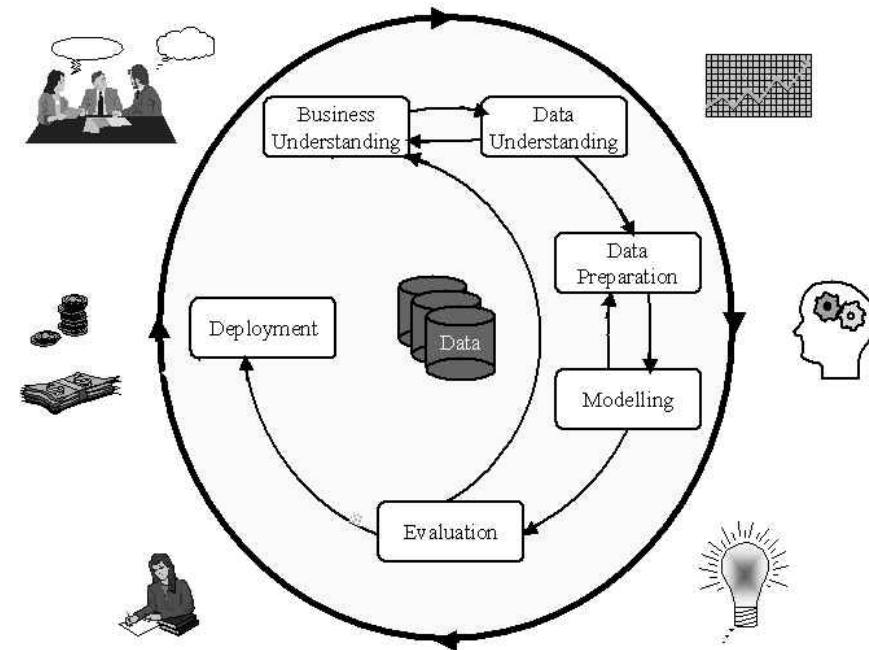 Business
Understanding
Data
Understanding
Data
Preparation
Deployment
Data
Modelling
Evaluation